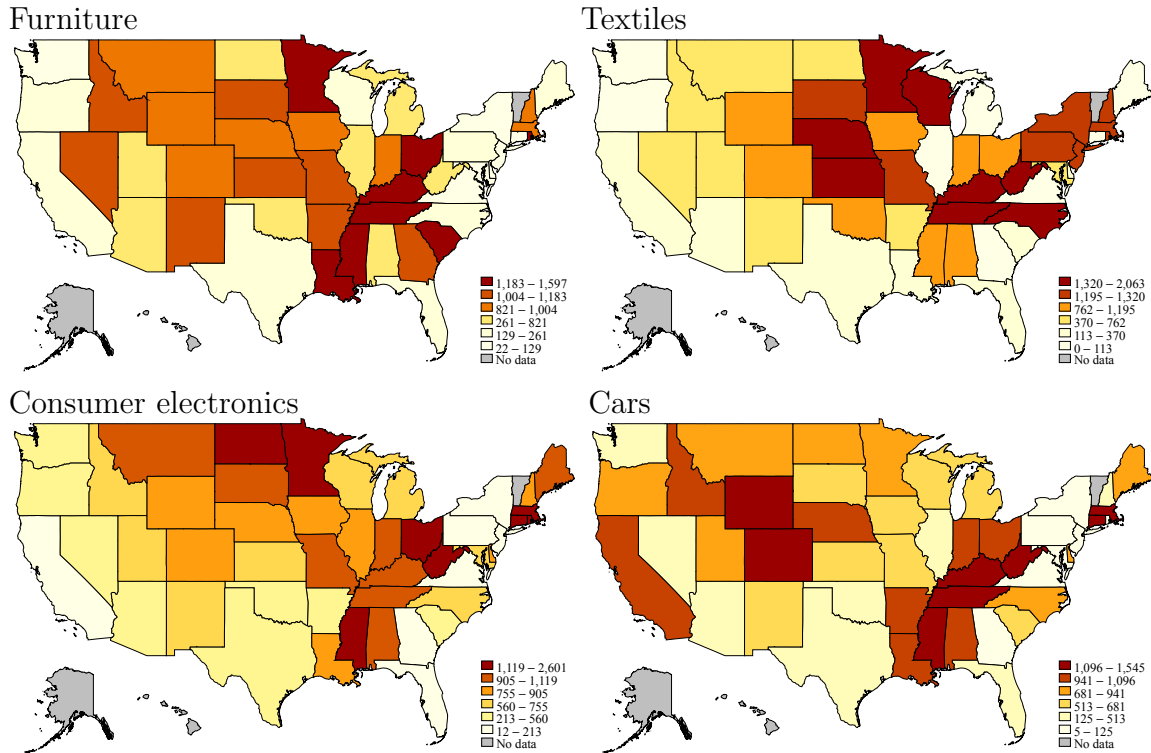 Furniture
1,183 – 1,597
1,004 – 1,183
821 – 1,004
261 – 821
129 – 261
22 – 129
No data
Textiles
1,320 – 2,063
1,195 – 1,320
762 – 1,195
370 – 762
113 – 370
0 – 113
No data
Consumer electronics
1,119 – 2,601
905 – 1,119
755 – 905
560 – 755
213 – 560
12 – 213
No data
Cars
1,096 – 1,545
941 – 1,096
681 – 941
513 – 681
125 – 513
5 – 125
No data